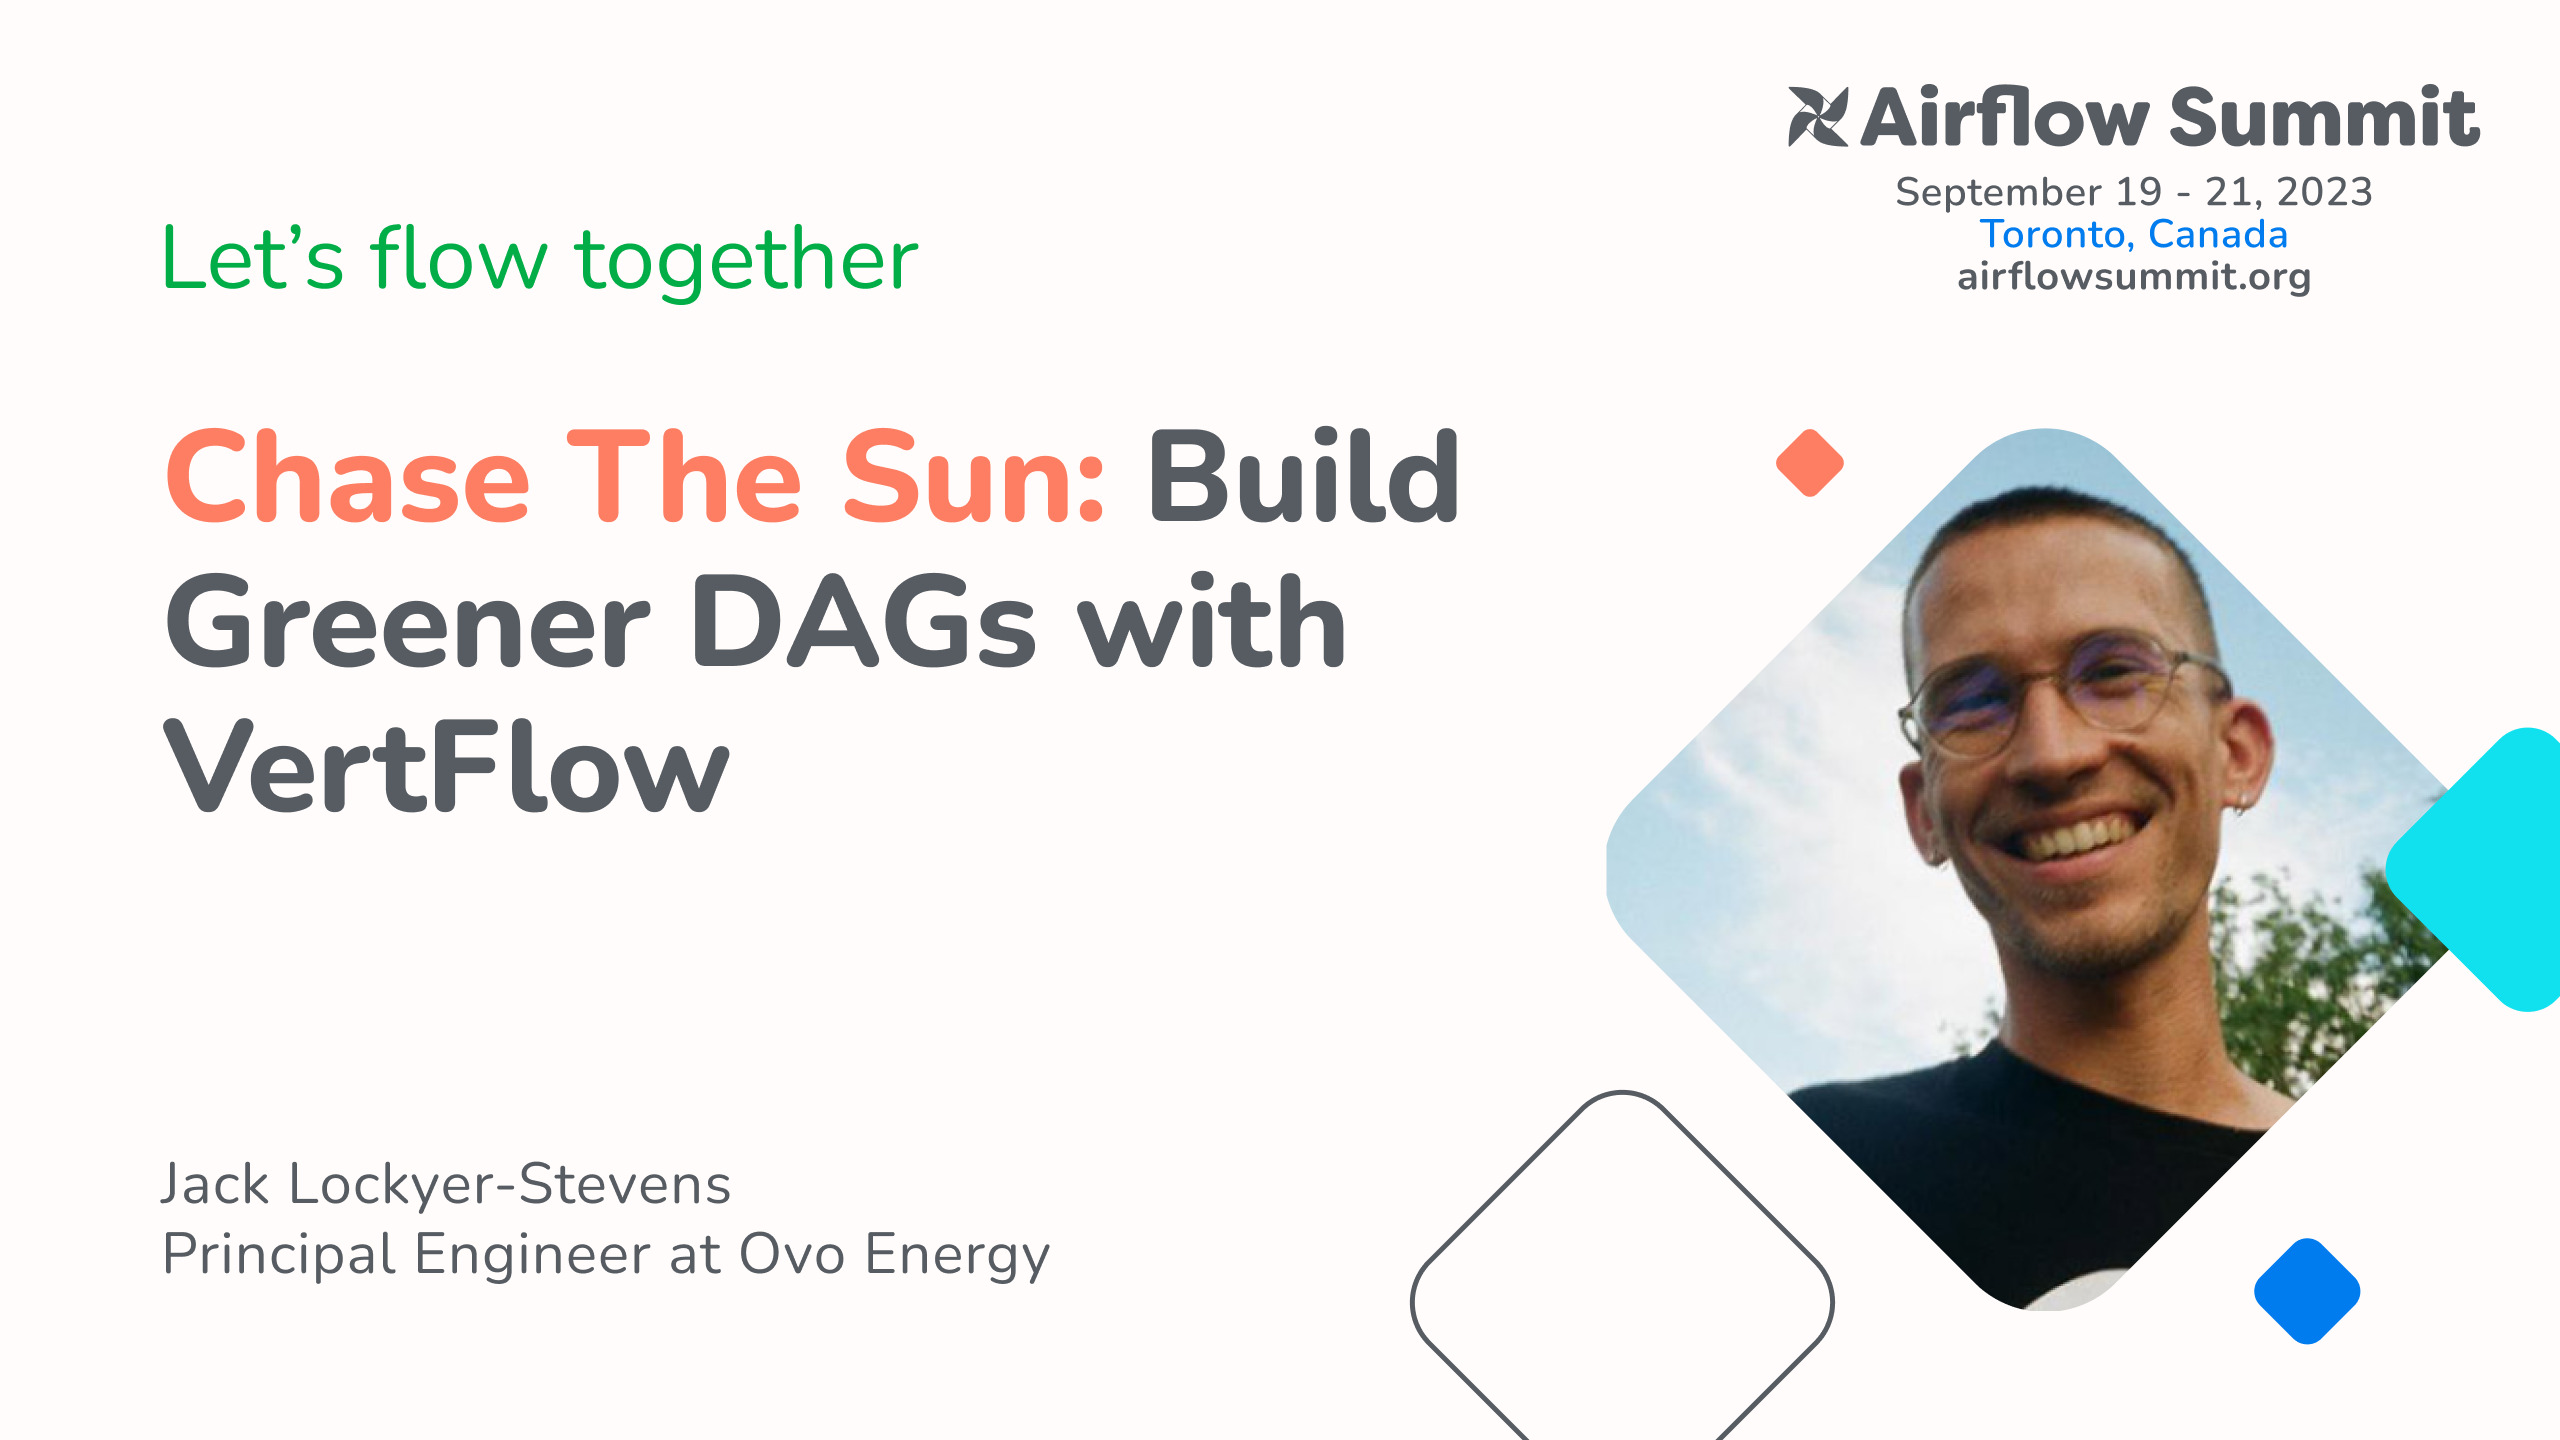 Airflow Summit
September 19 - 21, 2023
Toronto, Canada
airflowsummit.org
Let’s flow together
Chase The Sun: Build
Greener DAGs with
VertFlow
Jack Lockyer-Stevens
Principal Engineer at Ovo Energy